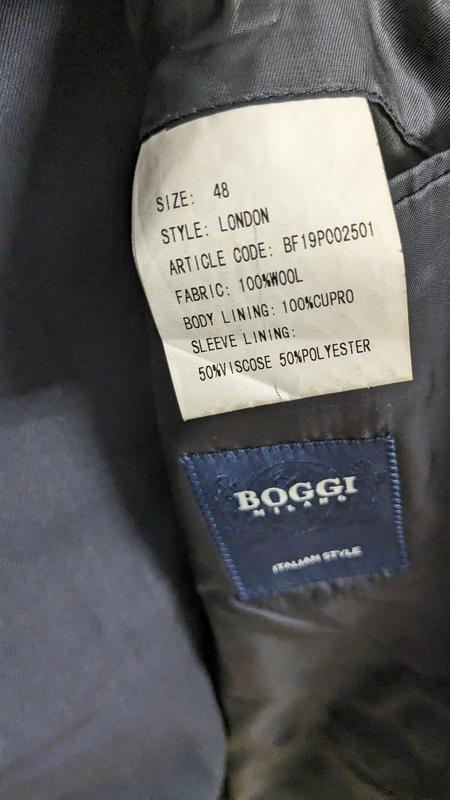 SIZE: 48
STYLE: LONDON
ARTICLE CODE: BF19P002501
FABRIC: 100%WOOL
BODY LINING: 100%CUPRO
SLEEVE LINING:
50%VISCOSE 50%POLYESTER
BOGGI
MILANO
ITALIAN STYLE